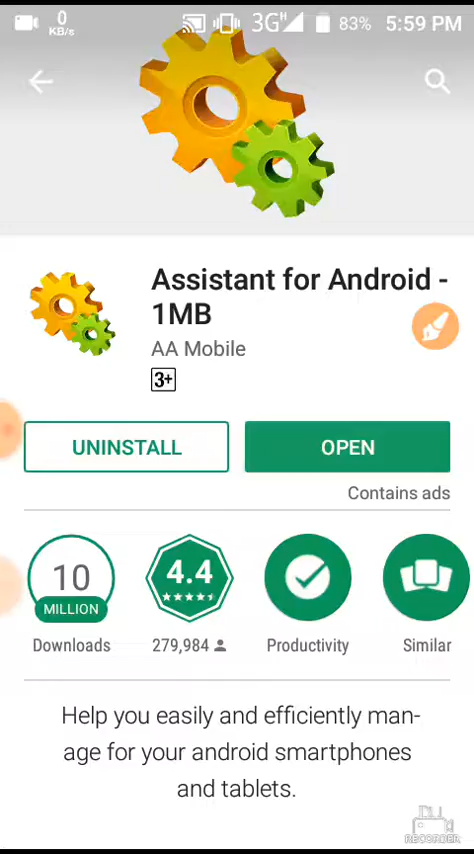 0
KB/s
3G H
83%
5:59 PM
Assistant for Android -
1MB
AA Mobile
3+
UNINSTALL
OPEN
Contains ads
10
MILLION
4.4
Downloads
279,984
Productivity
Similar
Help you easily and efficiently man-
age for your android smartphones
and tablets.
DU
RECORDER